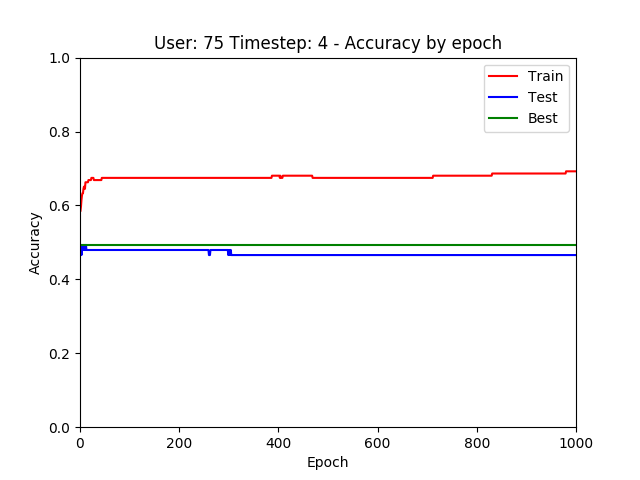 User: 75 Timestep: 4 - Accuracy by epoch
1.0
0.8
0.6
0.4
0.2
0.0
Accuracy
Train
Test
Best
0 200 400 600 800 1000
Epoch